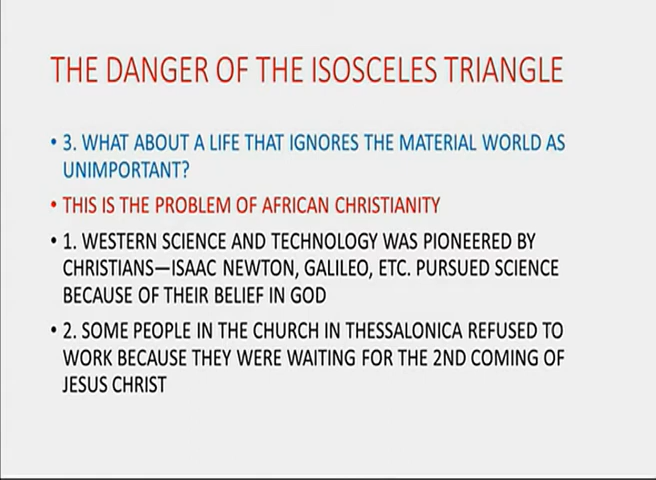 THE DANGER OF THE ISOSCELES TRIANGLE
• 3. WHAT ABOUT A LIFE THAT IGNORES THE MATERIAL WORLD AS
UNIMPORTANT?
• THIS IS THE PROBLEM OF AFRICAN CHRISTIANITY
• 1. WESTERN SCIENCE AND TECHNOLOGY WAS PIONEERED BY
CHRISTIANS—ISAAC NEWTON, GALILEO, ETC. PURSUED SCIENCE
BECAUSE OF THEIR BELIEF IN GOD
• 2. SOME PEOPLE IN THE CHURCH IN THESSALONICA REFUSED TO
WORK BECAUSE THEY WERE WAITING FOR THE 2ND COMING OF
JESUS CHRIST